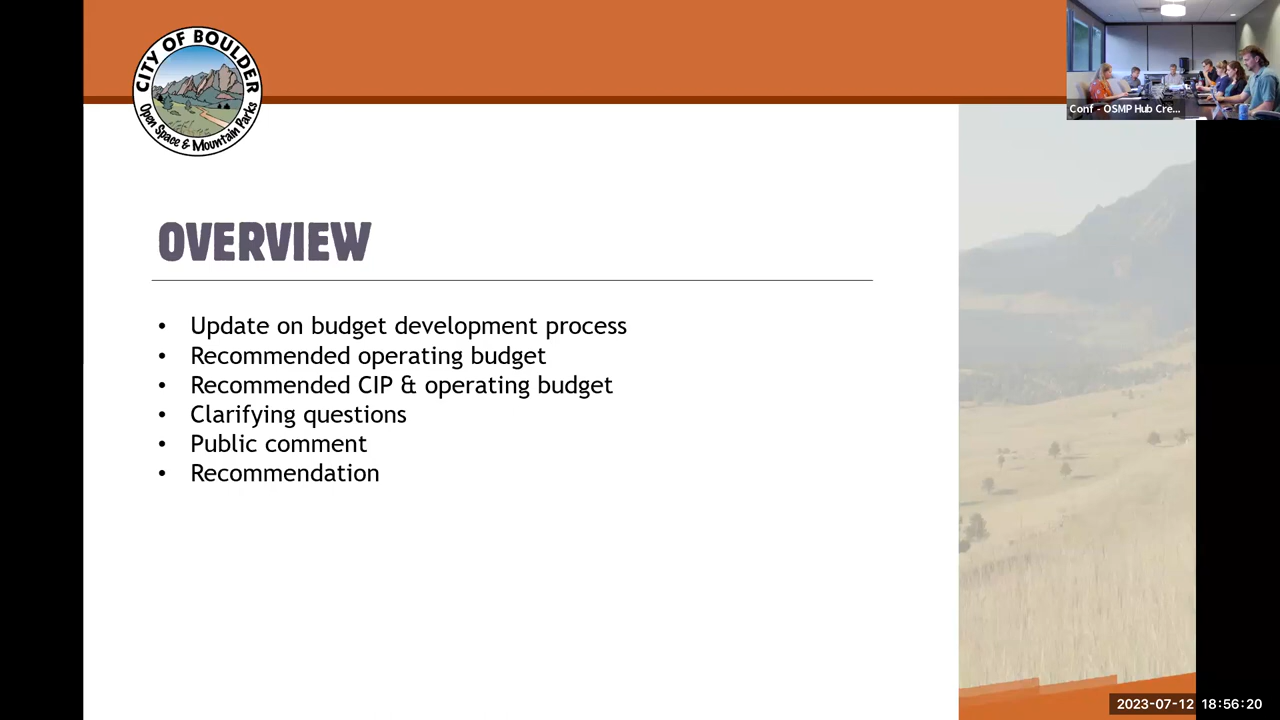 CITY OF BOULDER
Open Space & Mountain Parks
Conf - OSMP Hub Cre...
OVERVIEW
• Update on budget development process
• Recommended operating budget
• Recommended CIP & operating budget
• Clarifying questions
• Public comment
• Recommendation
2023-07-12 18:56:20